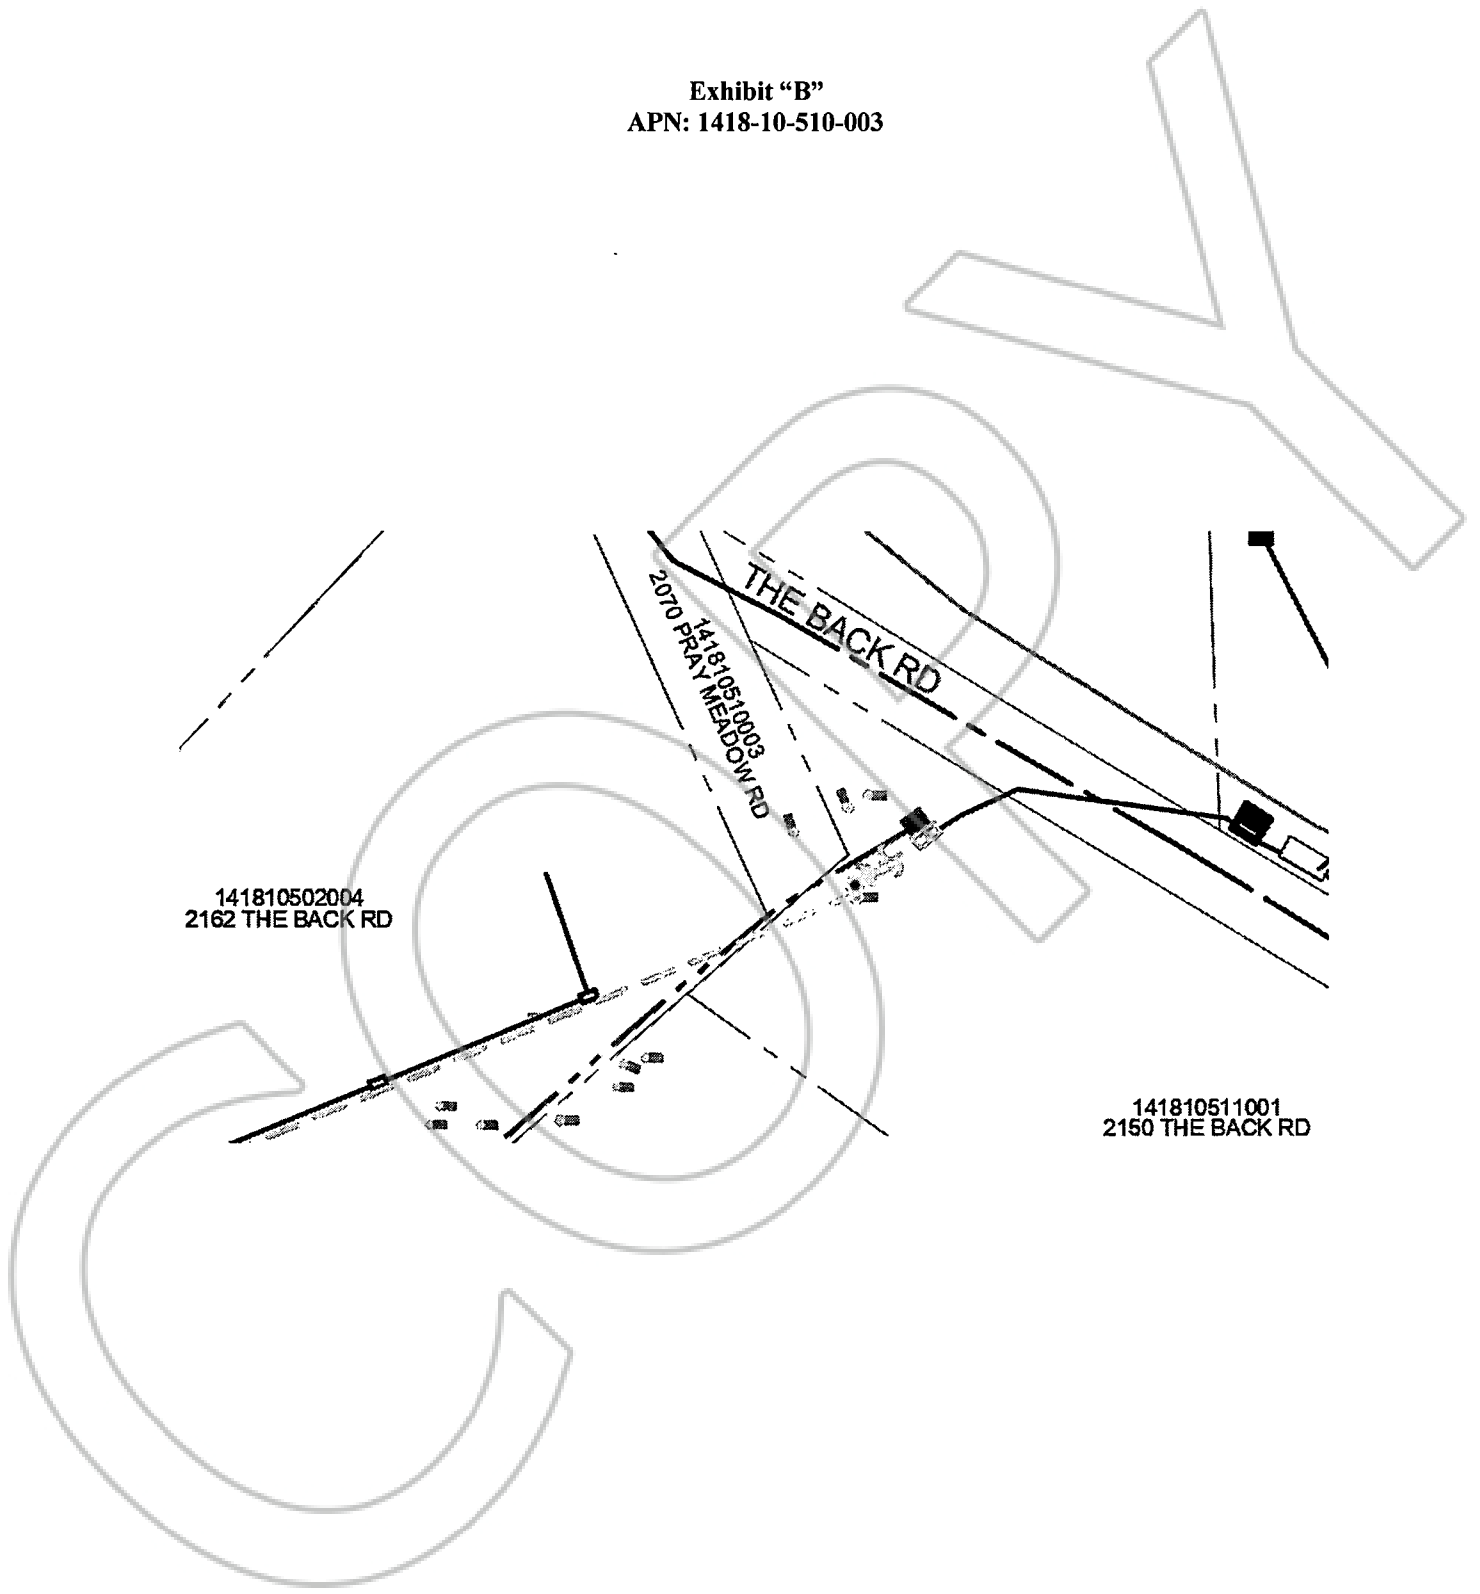 Exhibit “B”
APN: 1418-10-510-003
THE BACK RD
141810510003
2070 PRAY MEADOW RD
141810502004
2162 THE BACK RD
141810511001
2150 THE BACK RD
COPY